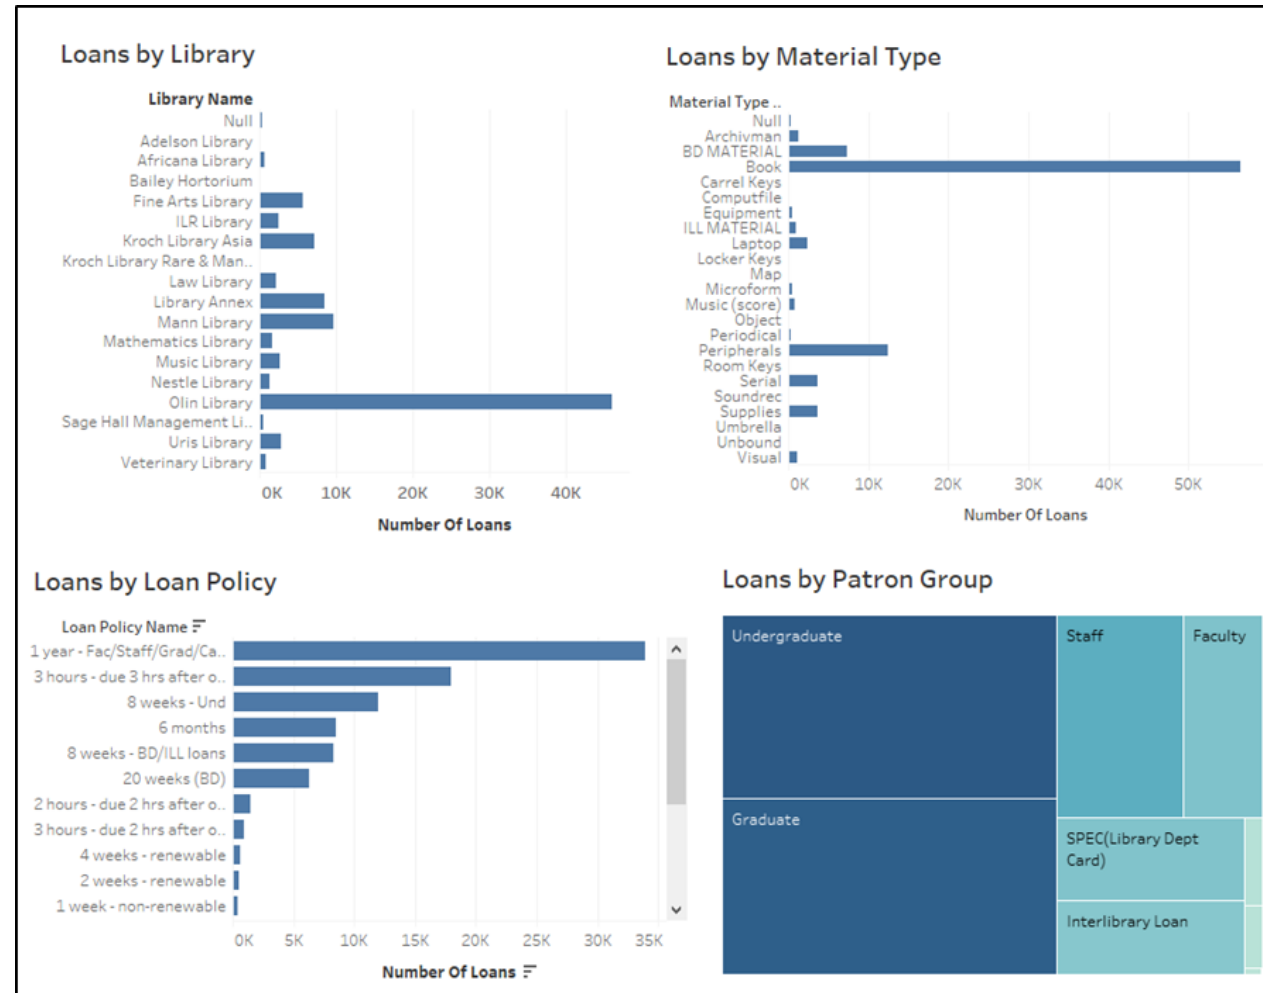 Loans by Library
Library Name
Null
Adelson Library
Africana Library
Bailey Hortorium
Fine Arts Library
ILR Library
Kroch Library Asia
Kroch Library Rare & Man..
Law Library
Library Annex
Mann Library
Mathematics Library
Music Library
Nestle Library
Olin Library
Sage Hall Management Li..
Uris Library
Veterinary Library
0K 10K 20K 30K 40K
Number Of Loans
Loans by Material Type
Material Type ..
Null
Archivman
BD MATERIAL
Book
Carrel Keys
Computfile
Equipment
ILL MATERIAL
Laptop
Locker Keys
Map
Microform
Music (score)
Object
Periodical
Peripherals
Room Keys
Serial
Soundrec
Supplies
Umbrella
Unbound
Visual
0K 10K 20K 30K 40K 50K
Number Of Loans
Loans by Loan Policy
Loan Policy Name
1 year - Fac/Staff/Grad/Ca..
3 hours - due 3 hrs after o..
8 weeks - Und
6 months
8 weeks - BD/ILL loans
20 weeks (BD)
2 hours - due 2 hrs after o..
3 hours - due 2 hrs after o..
4 weeks - renewable
2 weeks - renewable
1 week - non-renewable
0K 5K 10K 15K 20K 25K 30K 35K
Number Of Loans
Loans by Patron Group
Undergraduate
Graduate
Staff
Faculty
SPEC(Library Dept
Card)
Interlibrary Loan